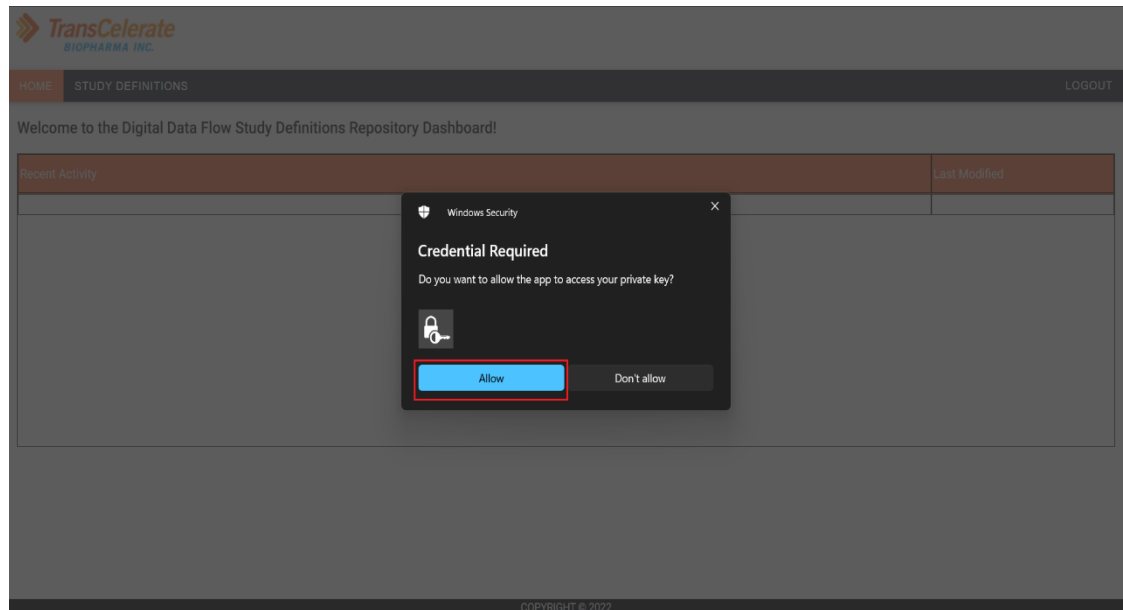 TransCelerate
BIOPHARMA INC.
HOME STUDY DEFINITIONS LOGOUT
Welcome to the Digital Data Flow Study Definitions Repository Dashboard!
Recent Activity Last Modified
Windows Security
Credential Required
Do you want to allow the app to access your private key?
Allow Don't allow
COPYRIGHT © 2022